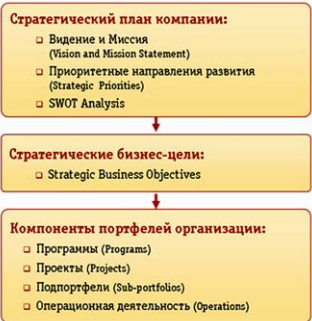 Стратегический план компании:
Видение и Миссия
(Vision and Mission Statement)
Приоритетные направления развития
(Strategic Priorities)
SWOT Analysis
Стратегические бизнес-цели:
Strategic Business Objectives
Компоненты портфелей организации:
Программы (Programs)
Проекты (Projects)
Подпортфели (Sub-portfolios)
Операционная деятельность (Operations)